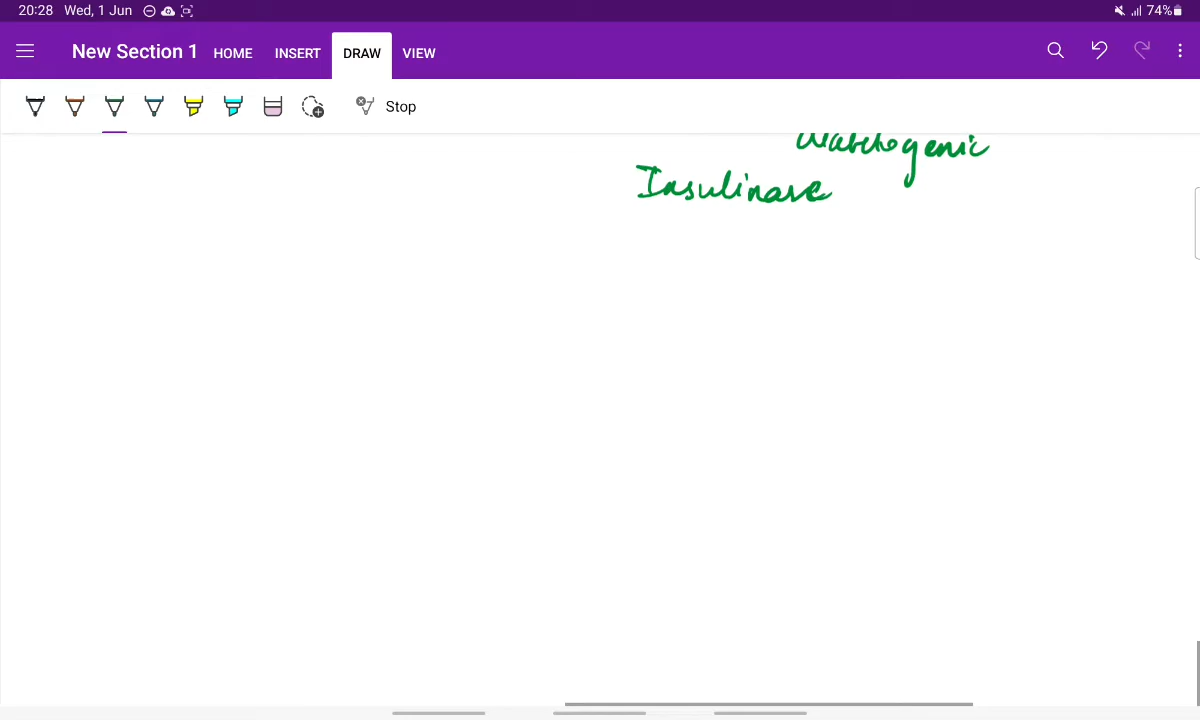 20:28 Wed, 1 Jun 74%
New Section 1 HOME INSERT DRAW VIEW
Stop
Insulinase